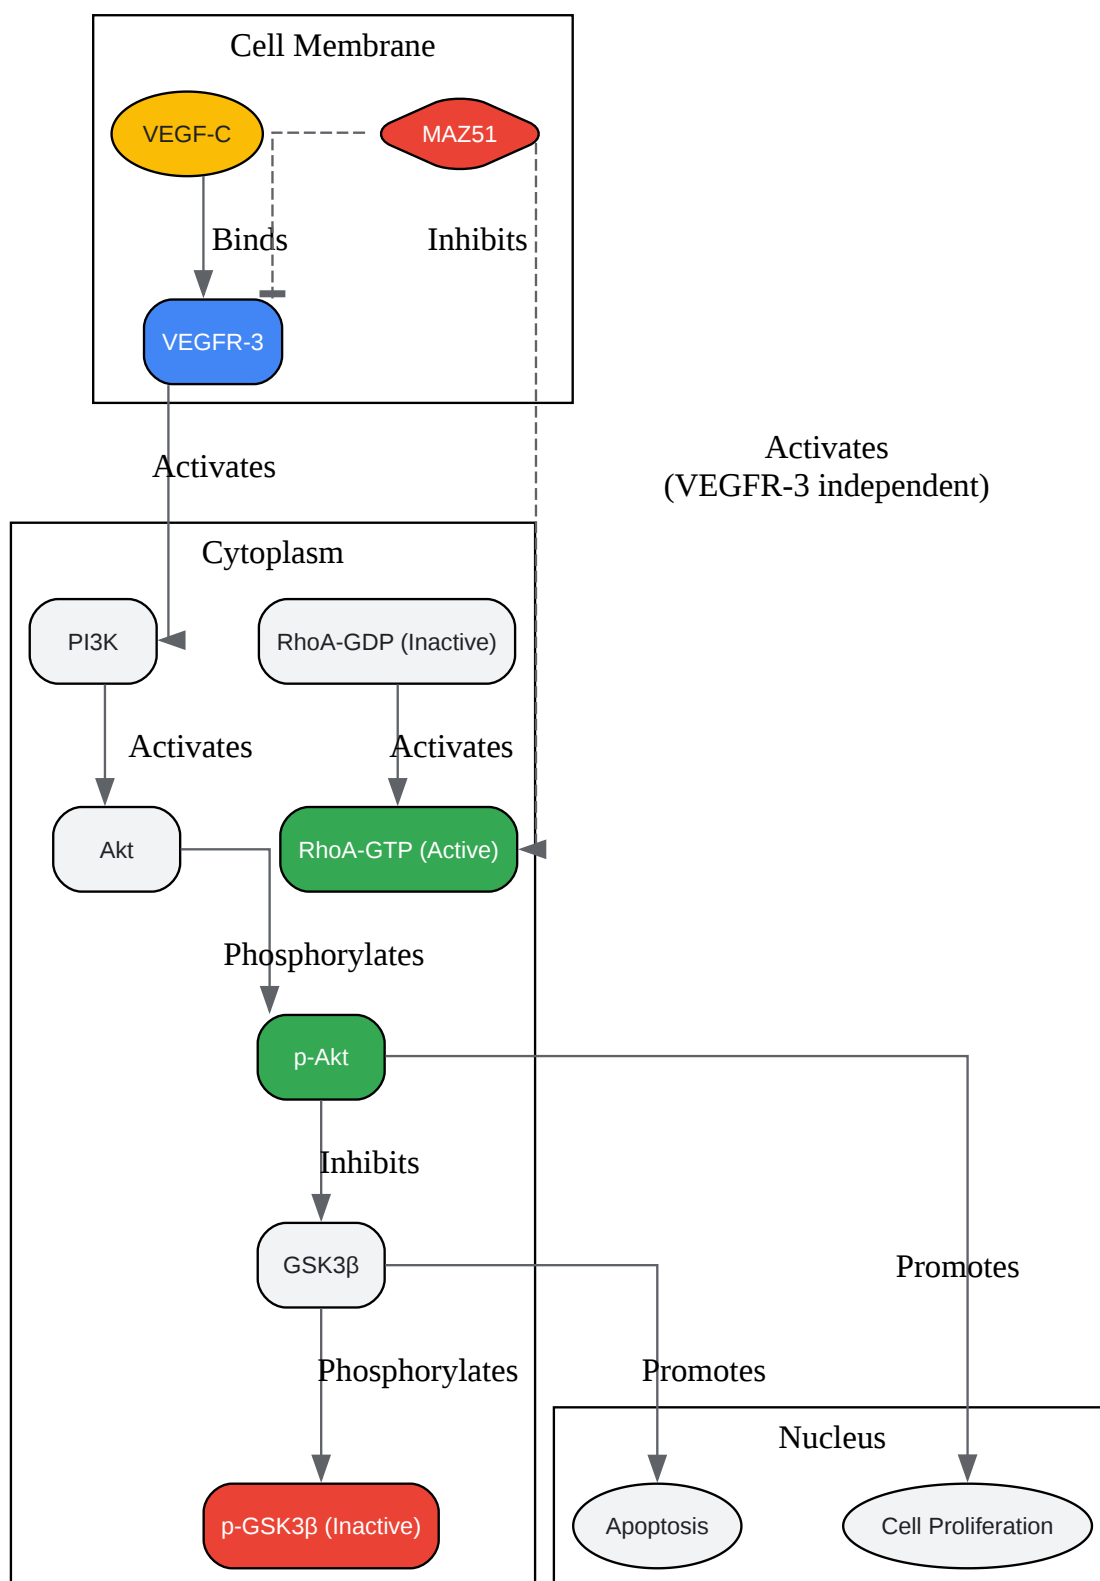 Cell Membrane
VEGF-C
MAZ51
Binds
Inhibits
VEGFR-3
Activates
Activates
(VEGFR-3 independent)
Cytoplasm
PI3K
RhoA-GDP (Inactive)
Activates
Activates
Akt
RhoA-GTP (Active)
Phosphorylates
p-Akt
Inhibits
GSK3β
Promotes
Phosphorylates
Promotes
Nucleus
p-GSK3β (Inactive)
Apoptosis
Cell Proliferation